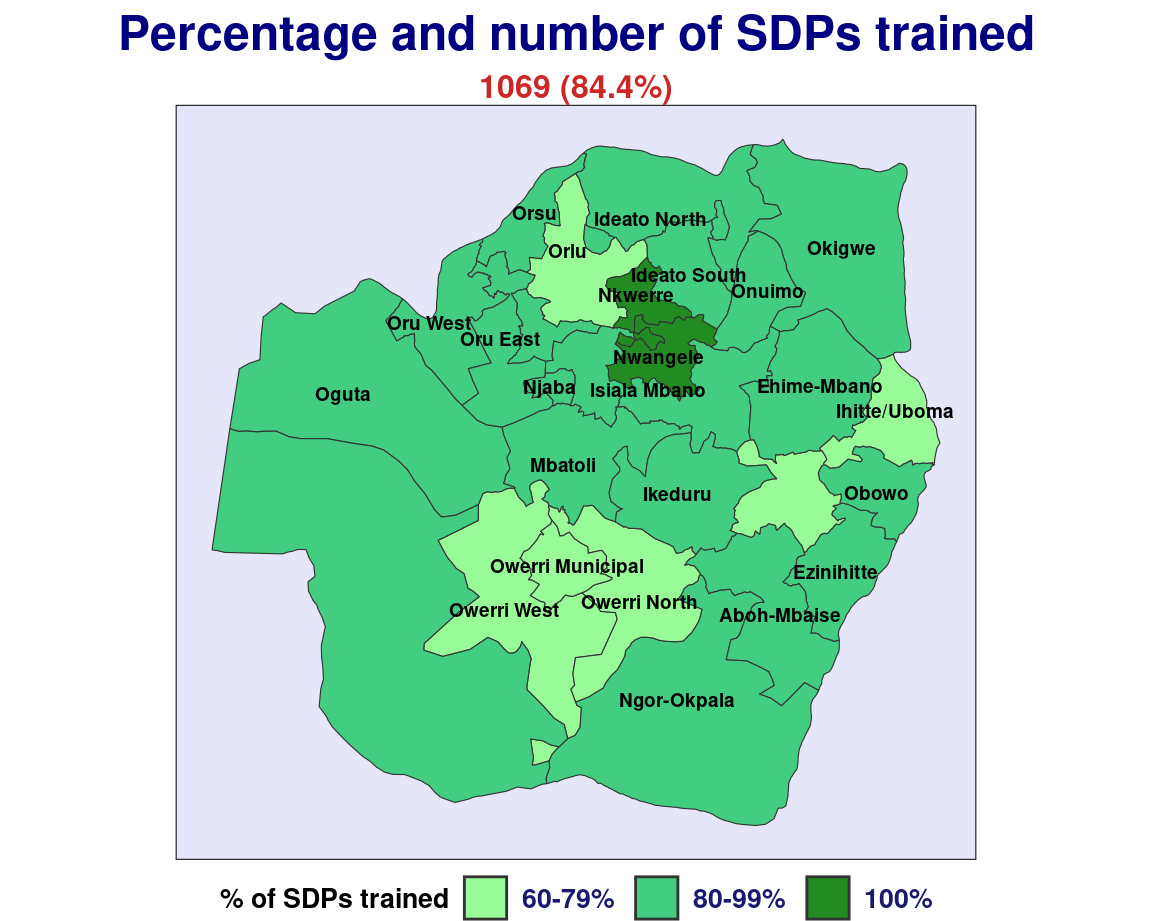 Percentage and number of SDPs trained
1069 (84.4%)
Orsu
Ideato North
Orlu
Okigwe
Ideato South
Nkwerre
Onuimo
Oru West
Oru East
Nwangele
Njaba
Isiala Mbano
Ehime-Mbano
Oguta
Ihitte/Uboma
Mbatoli
Ikeduru
Obowo
Owerri Municipal
Ezinihitte
Owerri West
Owerri North
Aboh-Mbaise
Ngor-Okpala
% of SDPs trained 60-79% 80-99% 100%